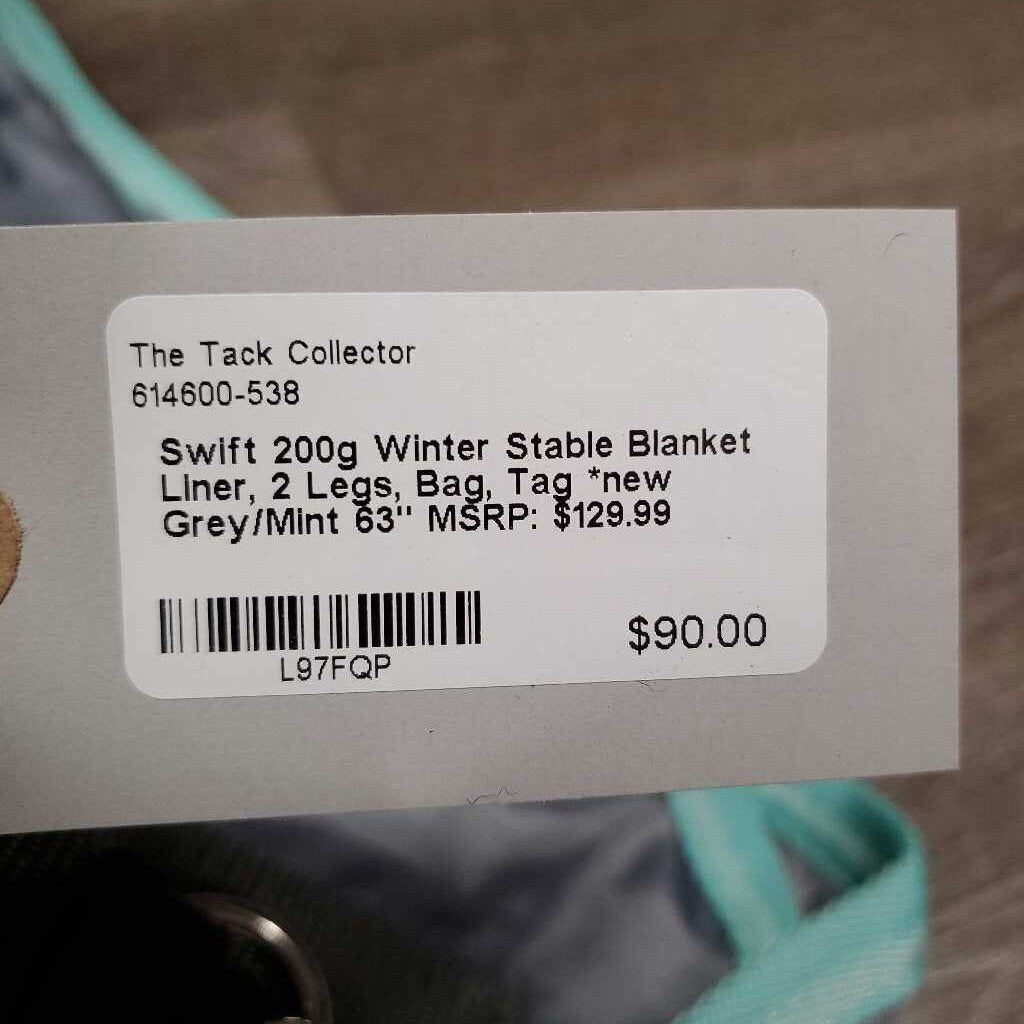 The Tack Collector
614600-538
Swift 200g Winter Stable Blanket
Liner, 2 Legs, Bag, Tag *new
Grey/Mint 63" MSRP: $129.99
L97FQP
$90.00